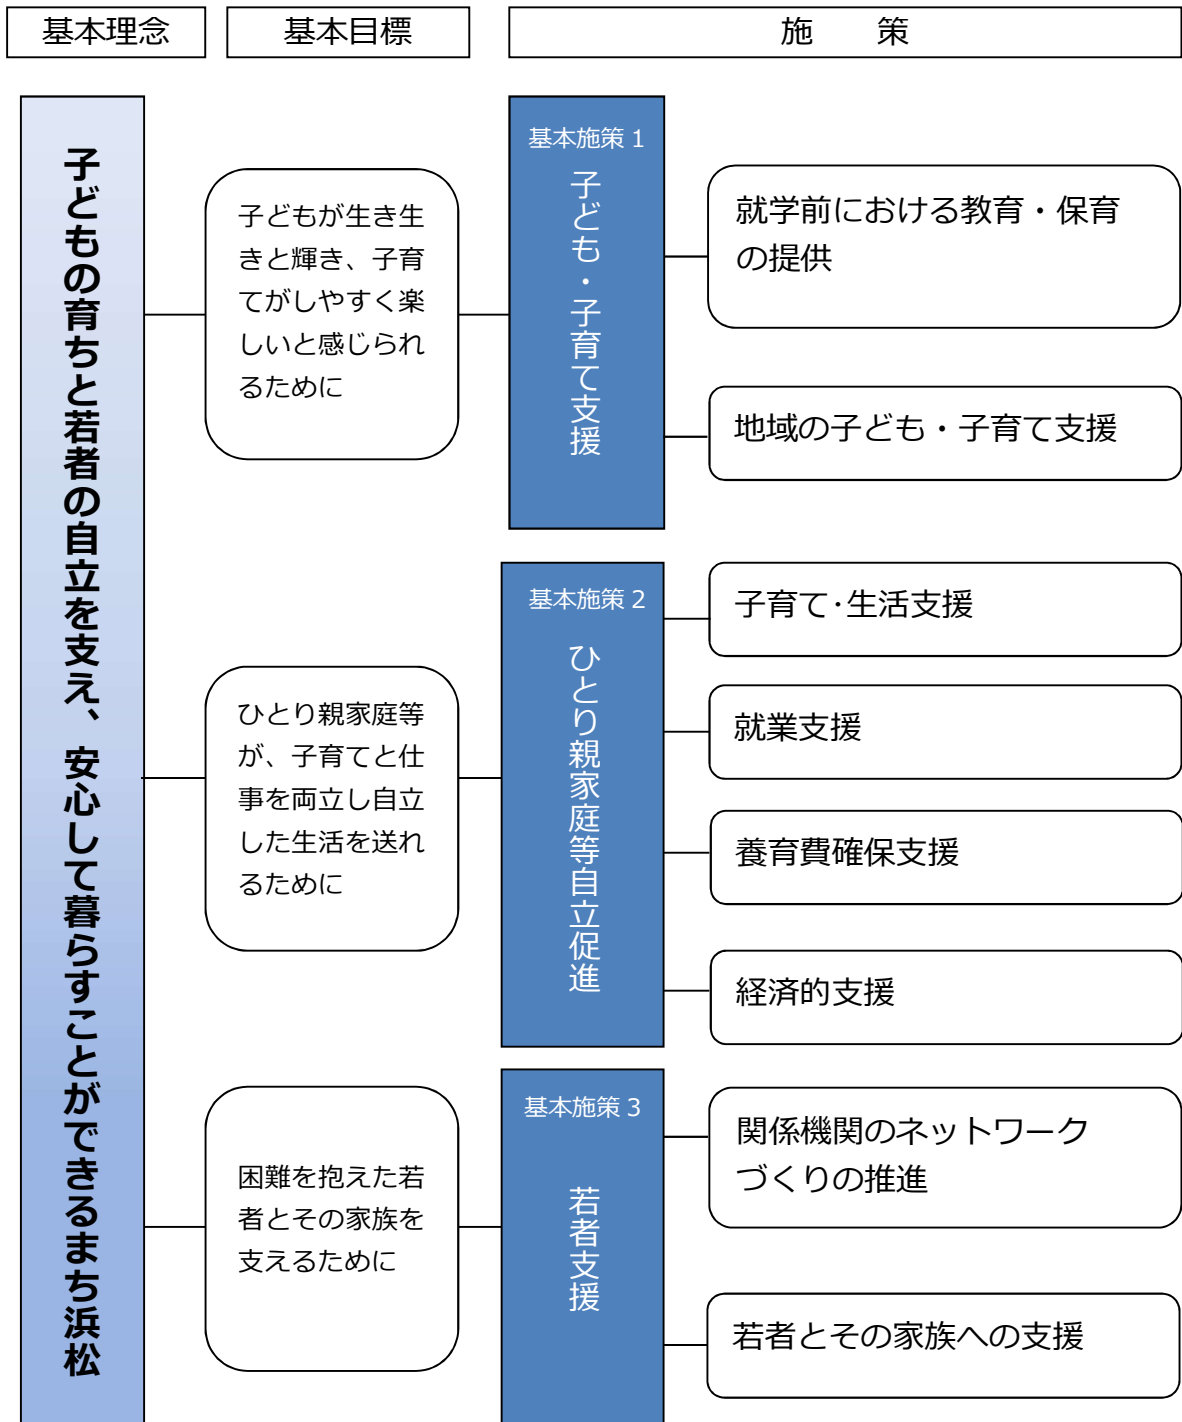 基本理念
基本目標
施　　策
子どもの育ちと若者の自立を支え、安心して暮らすことができるまち浜松
子どもが生き生
きと輝き、子育
てがしやすく楽
しいと感じられ
るために
基本施策 1
子ども・子育て支援
就学前における教育・保育
の提供
地域の子ども・子育て支援
ひとり親家庭等
が、子育てと仕
事を両立し自立
した生活を送れ
るために
基本施策 2
ひとり親家庭等自立促進
子育て･生活支援
就業支援
養育費確保支援
経済的支援
困難を抱えた若
者とその家族を
支えるために
基本施策 3
若者支援
関係機関のネットワーク
づくりの推進
若者とその家族への支援